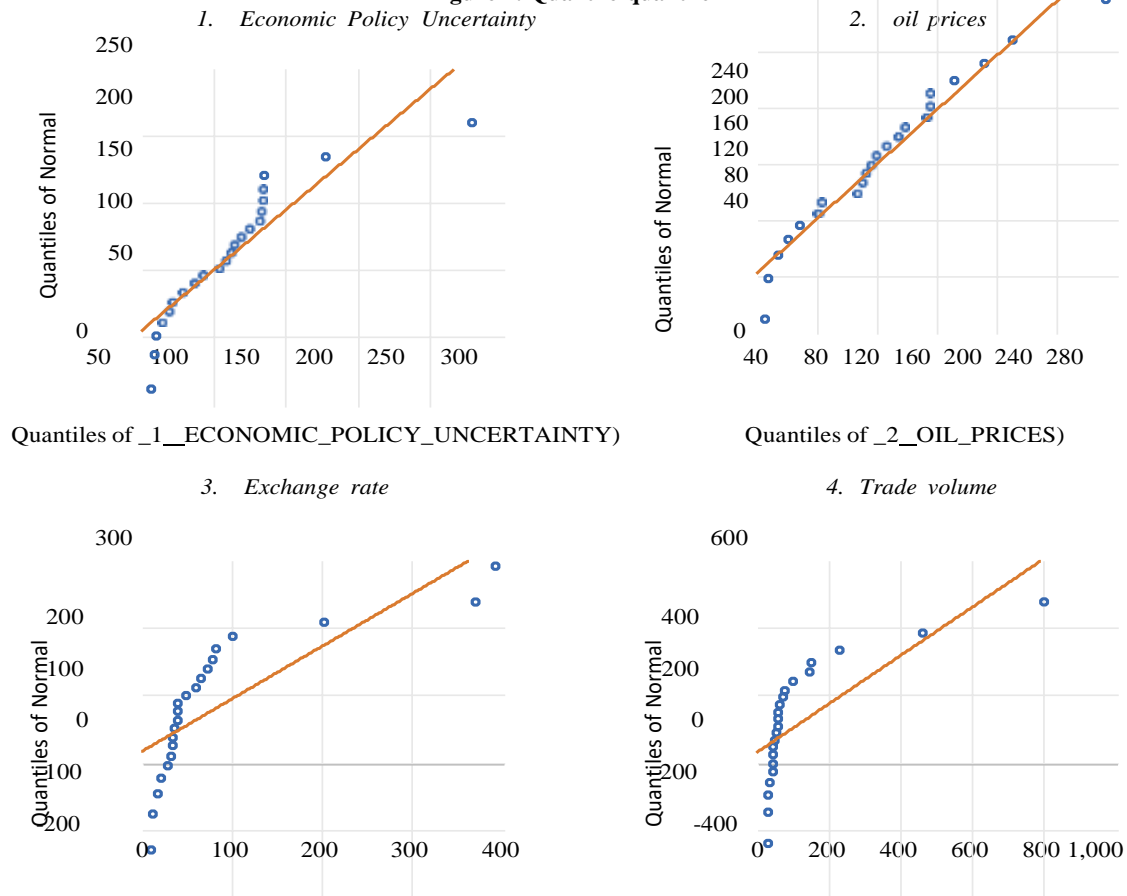 1. Economic Policy Uncertainty
250
200
150
100
50
0
Quantiles of Normal
50 100 150 200 250 300
Quantiles of _1__ECONOMIC_POLICY_UNCERTAINTY)
2. oil prices
240
200
160
120
80
40
0
Quantiles of Normal
40 80 120 160 200 240 280
Quantiles of _2_OIL_PRICES)
3. Exchange rate
300
200
100
0
100
200
Quantiles of Normal
0 100 200 300 400
4. Trade volume
600
400
200
0
200
-400
Quantiles of Normal
0 200 400 600 800 1,000